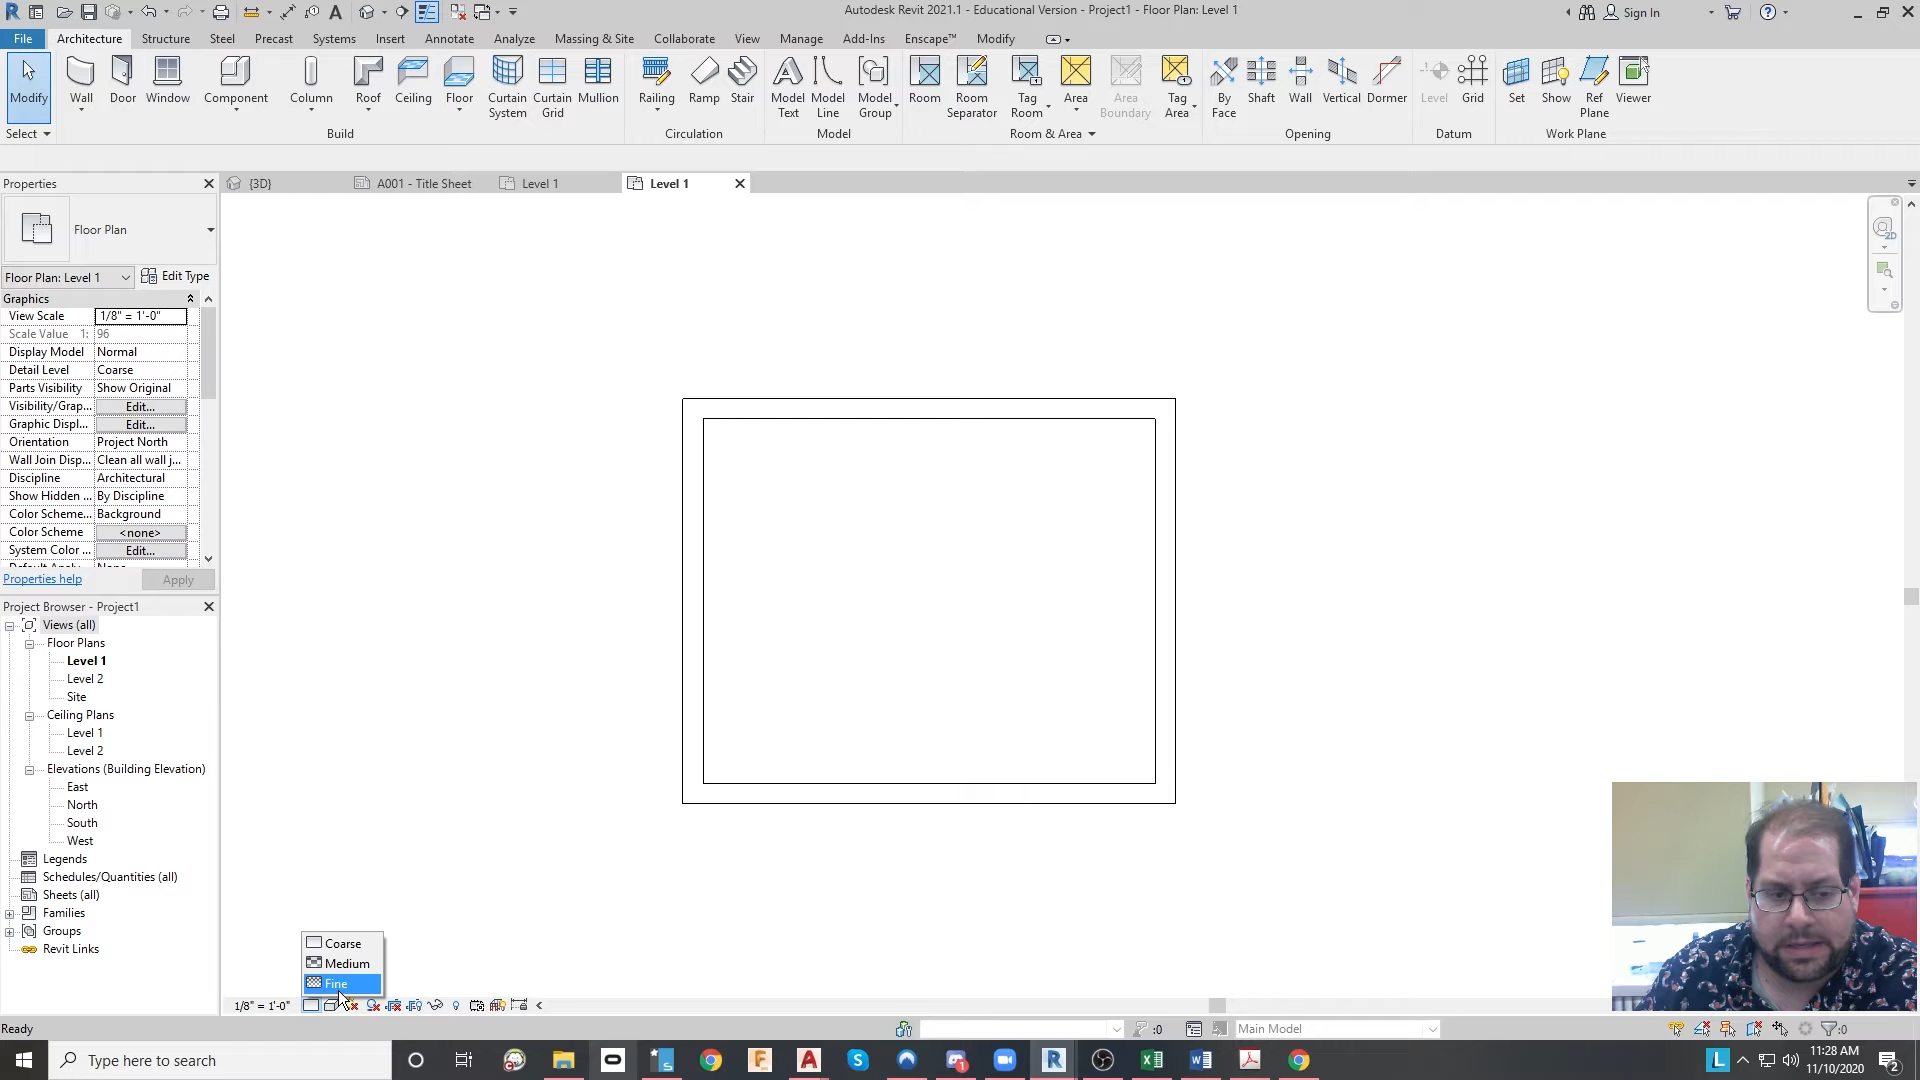 Autodesk Revit 2021.1 - Educational Version - Project1 - Floor Plan: Level 1
Sign In
File Architecture Structure Steel Precast Systems Insert Annotate Analyze Massing & Site Collaborate View Manage Add-Ins Enscape™ Modify
Modify Wall Door Window Component Column Roof Ceiling Floor Curtain System Curtain Grid Mullion Railing Ramp Stair Model Text Model Line Model Group Room Room Separator Tag Room Area Area Boundary Tag Area By Face Shaft Wall Vertical Dormer Level Grid Set Show Ref Plane Viewer
Select Build Circulation Model Room & Area Opening Datum Work Plane
Properties
{3D} A001 - Title Sheet Level 1 Level 1
2D
Floor Plan
Floor Plan: Level 1 Edit Type
Graphics
View Scale 1/8" = 1'-0"
Scale Value 1: 96
Display Model Normal
Detail Level Coarse
Parts Visibility Show Original
Visibility/Grap... Edit...
Graphic Displ... Edit...
Orientation Project North
Wall Join Disp... Clean all wall j...
Discipline Architectural
Show Hidden ... By Discipline
Color Scheme... Background
Color Scheme <none>
System Color ... Edit...
Properties help Apply
Project Browser - Project1
Views (all)
Floor Plans
Level 1
Level 2
Site
Ceiling Plans
Level 1
Level 2
Elevations (Building Elevation)
East
North
South
West
Legends
Schedules/Quantities (all)
Sheets (all)
Families
Groups
Revit Links
Coarse
Medium
Fine
1/8" = 1'-0"
Ready
:0 Main Model :0
Type here to search
11:28 AM
11/10/2020
2